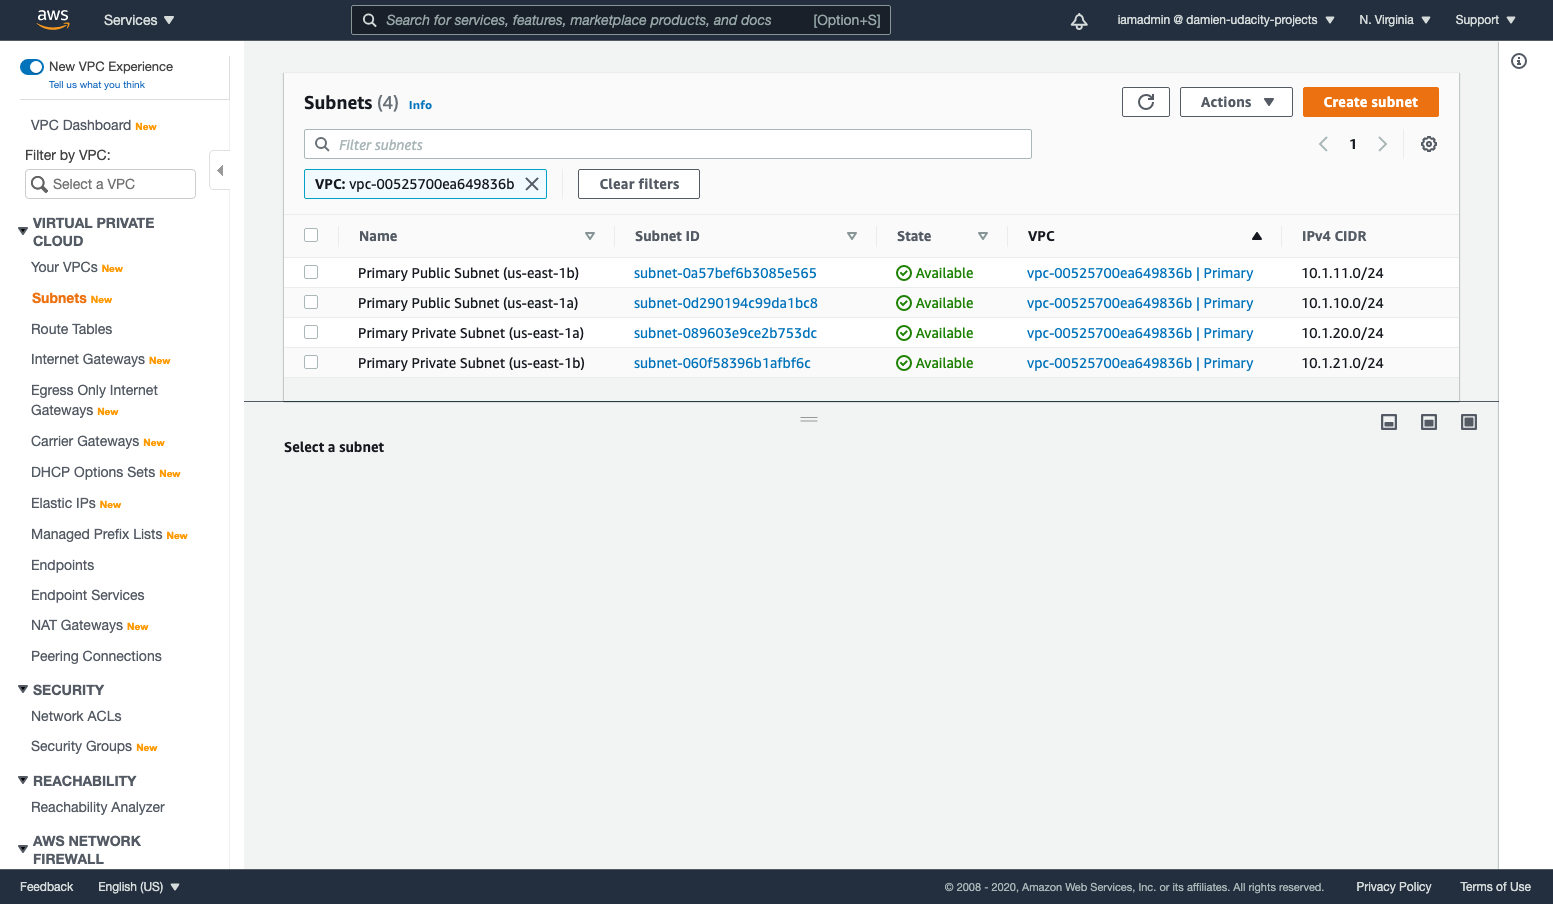 aws Services Search for services, features, marketplace products, and docs [Option+S] iamadmin @ damien-udacity-projects N. Virginia Support
New VPC Experience
Tell us what you think
VPC Dashboard New
Filter by VPC:
Select a VPC
VIRTUAL PRIVATE
CLOUD
Your VPCs New
Subnets New
Route Tables
Internet Gateways New
Egress Only Internet
Gateways New
Carrier Gateways New
DHCP Options Sets New
Elastic IPs New
Managed Prefix Lists New
Endpoints
Endpoint Services
NAT Gateways New
Peering Connections
SECURITY
Network ACLs
Security Groups New
REACHABILITY
Reachability Analyzer
AWS NETWORK
FIREWALL
Subnets (4) Info Actions Create subnet
Filter subnets 1
VPC: vpc-00525700ea649836b Clear filters
Name Subnet ID State VPC IPv4 CIDR
Primary Public Subnet (us-east-1b) subnet-0a57bef6b3085e565 Available vpc-00525700ea649836b | Primary 10.1.11.0/24
Primary Public Subnet (us-east-1a) subnet-0d290194c99da1bc8 Available vpc-00525700ea649836b | Primary 10.1.10.0/24
Primary Private Subnet (us-east-1a) subnet-089603e9ce2b753dc Available vpc-00525700ea649836b | Primary 10.1.20.0/24
Primary Private Subnet (us-east-1b) subnet-060f58396b1afbf6c Available vpc-00525700ea649836b | Primary 10.1.21.0/24
Select a subnet
Feedback English (US) © 2008 - 2020, Amazon Web Services, Inc. or its affiliates. All rights reserved. Privacy Policy Terms of Use